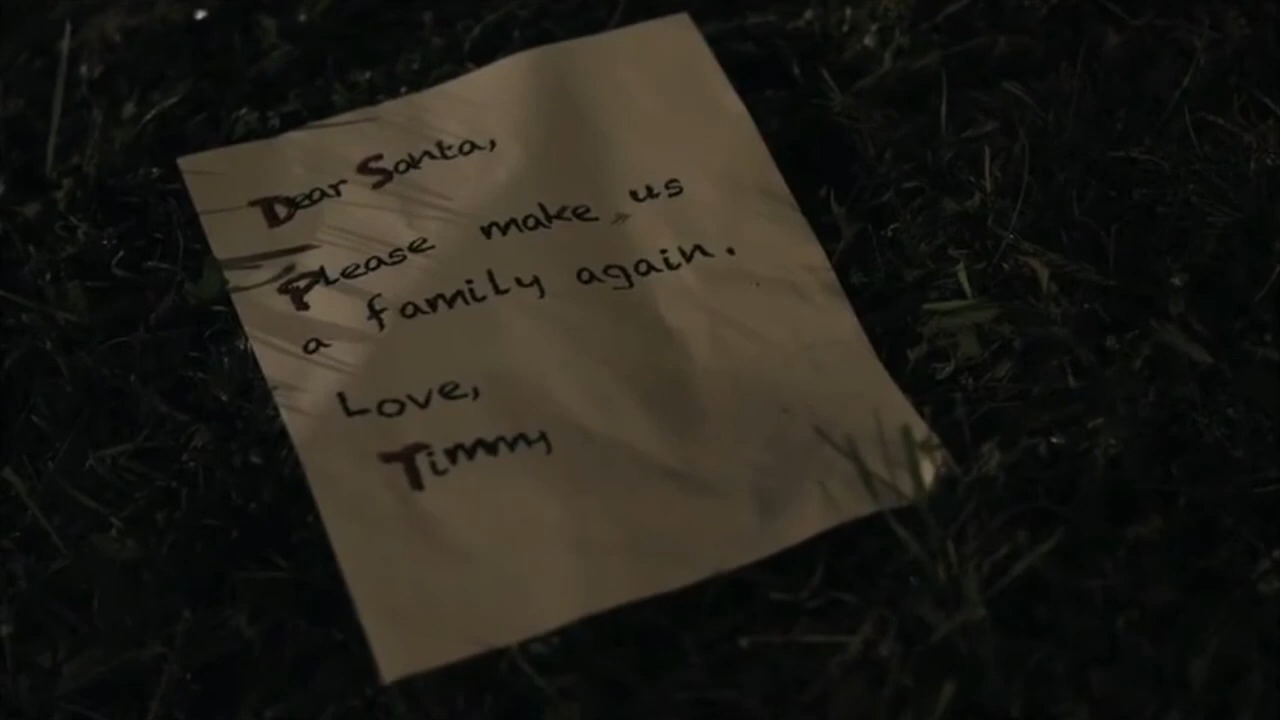 Dear Santa,
Please make us
a family again.
Love,
Timmy